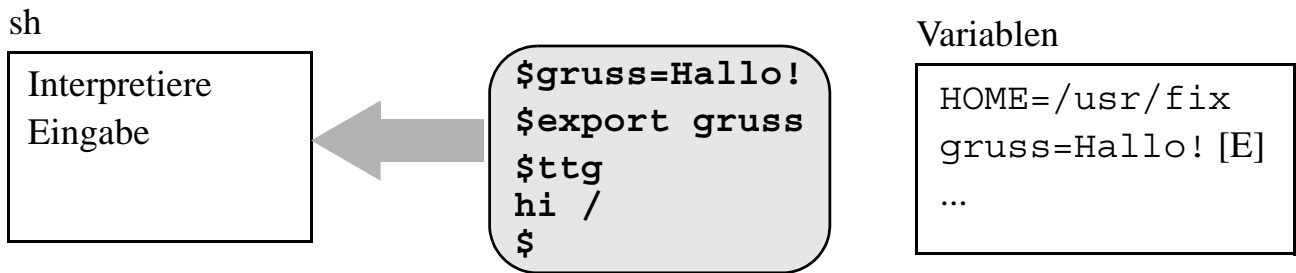 sh
Interpretiere
Eingabe
$gruss=Hallo!
$export gruss
$ttg
hi /
$
Variablen
HOME=/usr/fix
gruss=Hallo! [E]
...